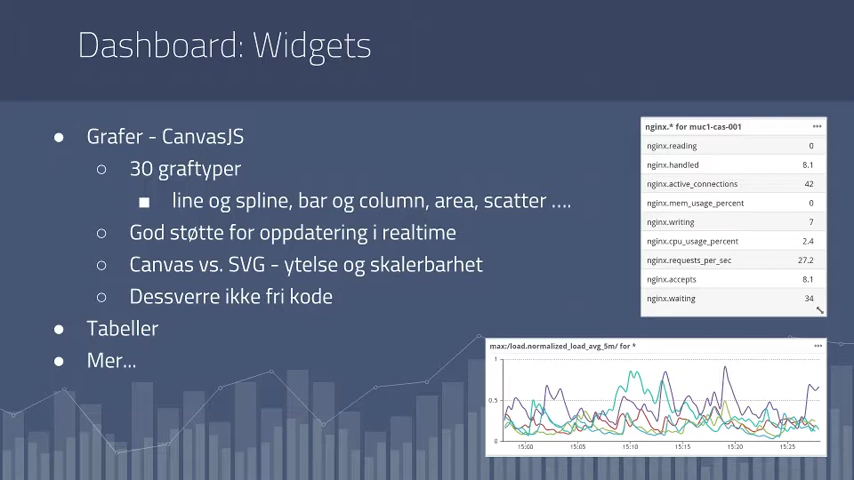 Dashboard: Widgets
● Grafer - CanvasJS
○ 30 graftyper
■ line og spline, bar og column, area, scatter ....
○ God støtte for oppdatering i realtime
○ Canvas vs. SVG - ytelse og skalerbarhet
○ Dessverre ikke fri kode
● Tabeller
● Mer...
nginx.* for muc1-cas-001
nginx.reading 0
nginx.handled 8.1
nginx.active_connections 42
nginx.mem_usage_percent 0
nginx.writing 7
nginx.cpu_usage_percent 2.4
nginx.requests_per_sec 27.2
nginx.accepts 8.1
nginx.waiting 34
max:/load.normalized_load_avg_5m/ for *
1
0.5
0
15:00 15:05 15:10 15:15 15:20 15:25